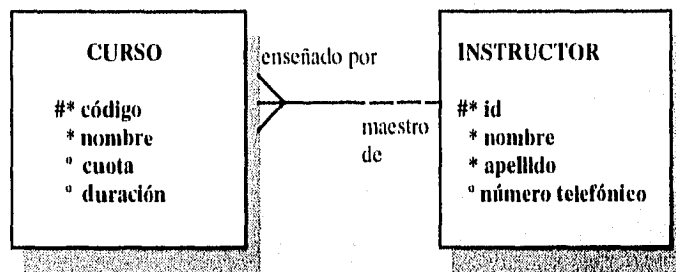 CURSO
#* código
* nombre
º cuota
º duración
enseñado por
maestro
de
INSTRUCTOR
#* id
* nombre
* apellido
º número telefónico